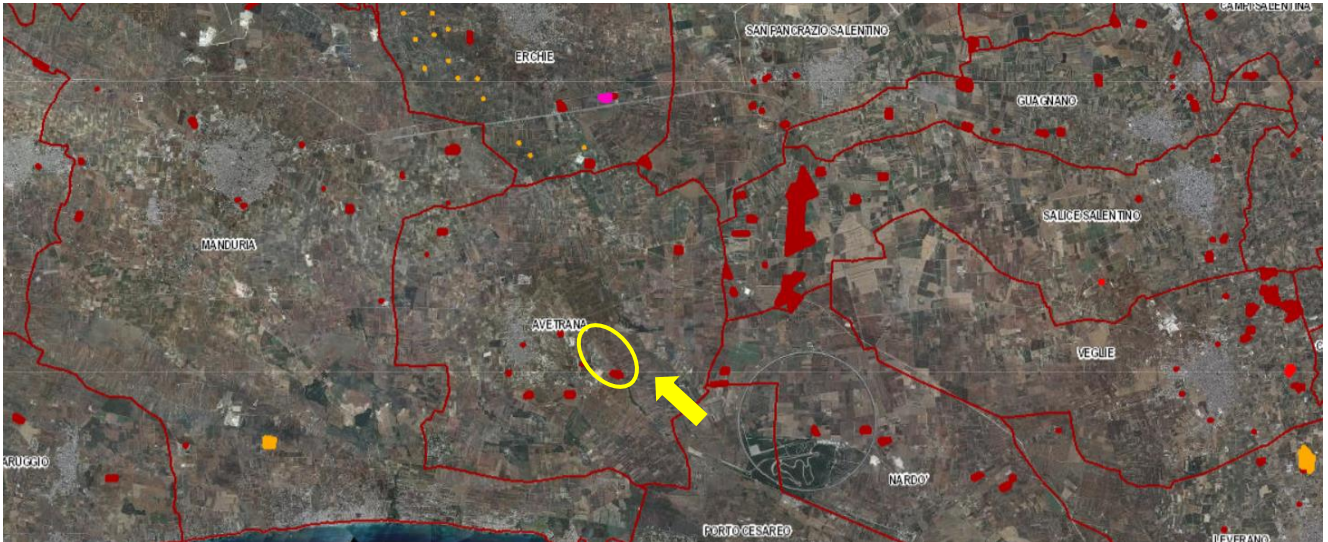 CAMPI SALENTINA
SAN PANCRAZIO SALENTINO
ERCHIE
GUAGNANO
SALICE SALENTINO
MANDURIA
AVETRANA
VEGLIE
ARUGGIO
NARDO'
PORTO CESAREO
LEVERANO